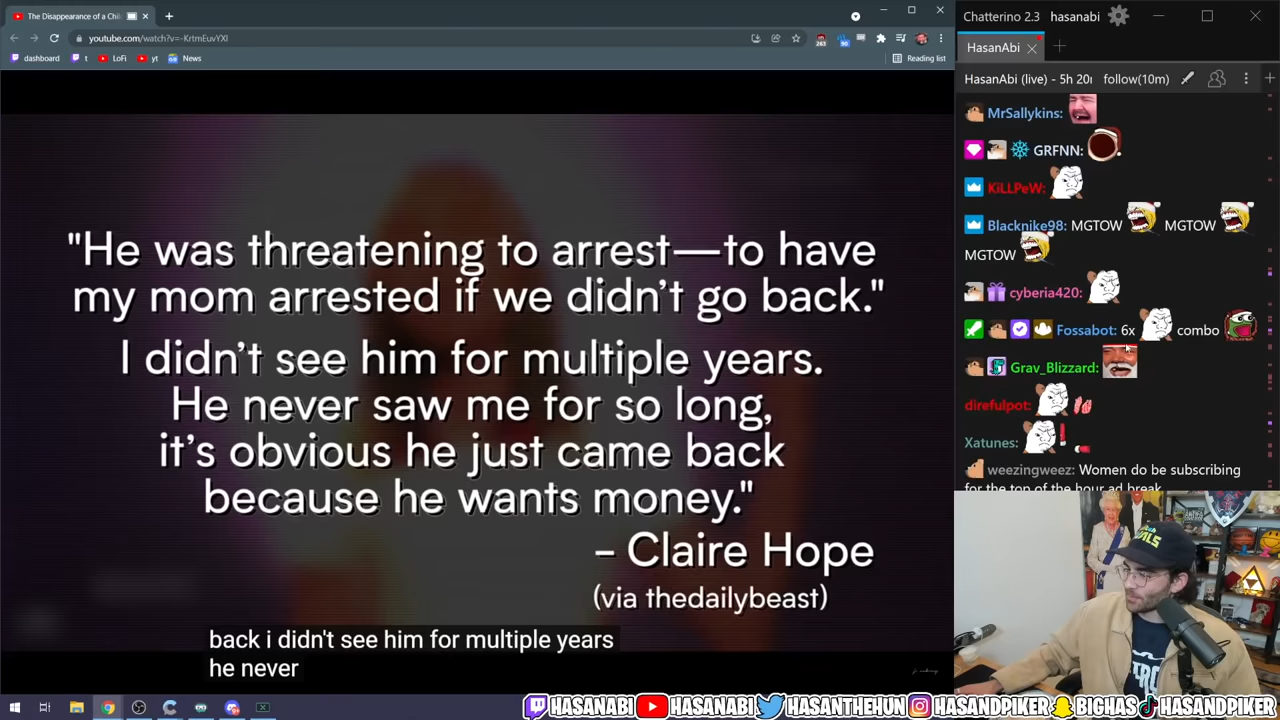 The Disappearance of a Chil
youtube.com/watch?v=-KrtmEuvYXI
dashboard
t
LoFi
yt
News
Reading list
"He was threatening to arrest—to have
my mom arrested if we didn't go back."
I didn't see him for multiple years.
He never saw me for so long,
it's obvious he just came back
because he wants money."
– Claire Hope
(via thedailybeast)
back i didn't see him for multiple years
he never
Chatterino 2.3 hasanabi
HasanAbi
HasanAbi (live) - 5h 20 follow(10m)
MrSallykins:
GRFNN:
KiLLPeW:
Blacknike98: MGTOW MGTOW
MGTOW
cyberia420:
Fossabot: 6x combo
Grav_Blizzard:
direfulpot:
Xatunes:
weezingweez: Women do be subscribing
for the top of the hour ad break
HASANABI HASANABI HASANTHEHUN HASANDPIKER BIGHAS HASANDPIKER